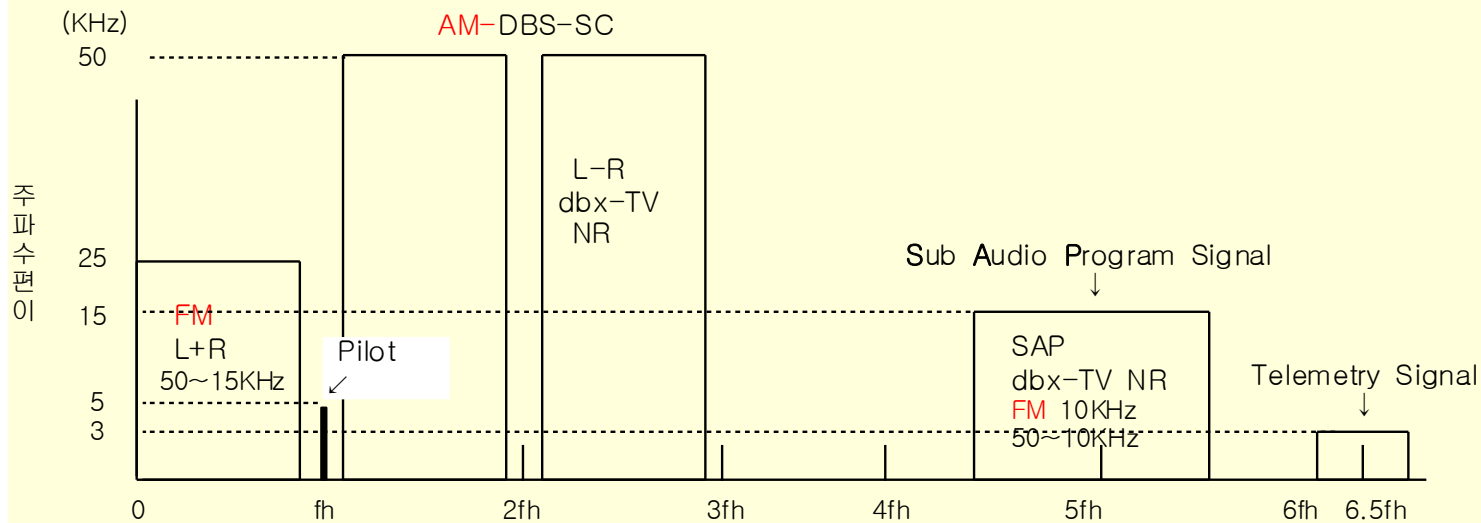 (KHz)
AM-DBS-SC
50
L-R
dbx-TV
NR
주파수편이
25
Sub Audio Program Signal
↓
15
FM
L+R
50~15KHz
Pilot
↙
SAP
dbx-TV NR
FM 10KHz
50~10KHz
Telemetry Signal
↓
5
3
0 fh 2fh 3fh 4fh 5fh 6fh 6.5fh